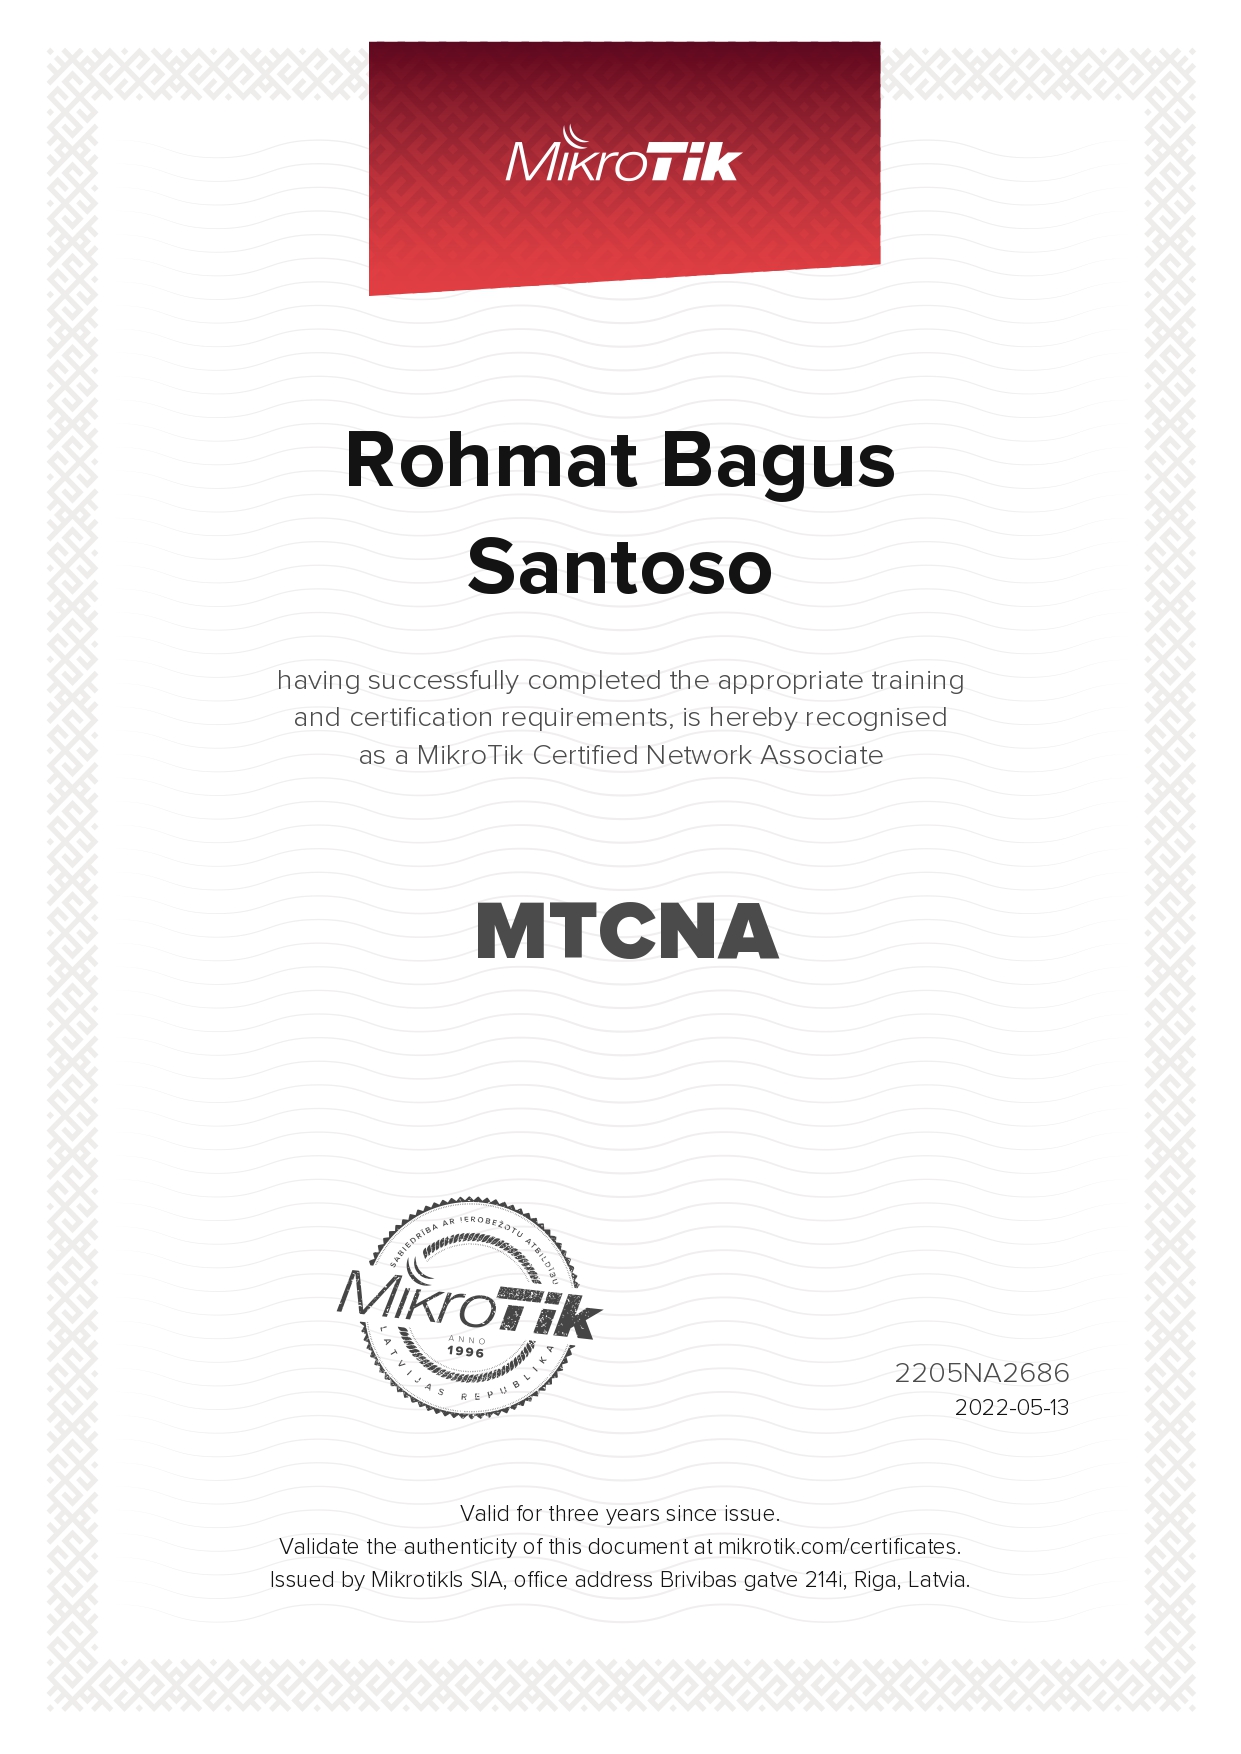 MikroTik
Rohmat Bagus
Santoso
having successfully completed the appropriate training
and certification requirements, is hereby recognised
as a MikroTik Certified Network Associate
MTCNA
SABIEDRĪBA AR IEROBEŽOTU ATBILDĪBU
MikroTik
ANNO
1996
LATVIJAS REPUBLIKA
2205NA2686
2022-05-13
Valid for three years since issue.
Validate the authenticity of this document at mikrotik.com/certificates.
Issued by Mikrotikls SIA, office address Brivibas gatve 214i, Riga, Latvia.